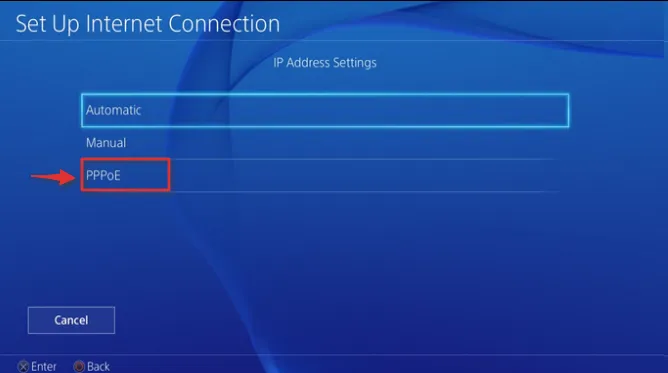 Set Up Internet Connection
IP Address Settings
Automatic
Manual
PPPoE
Cancel
Enter Back